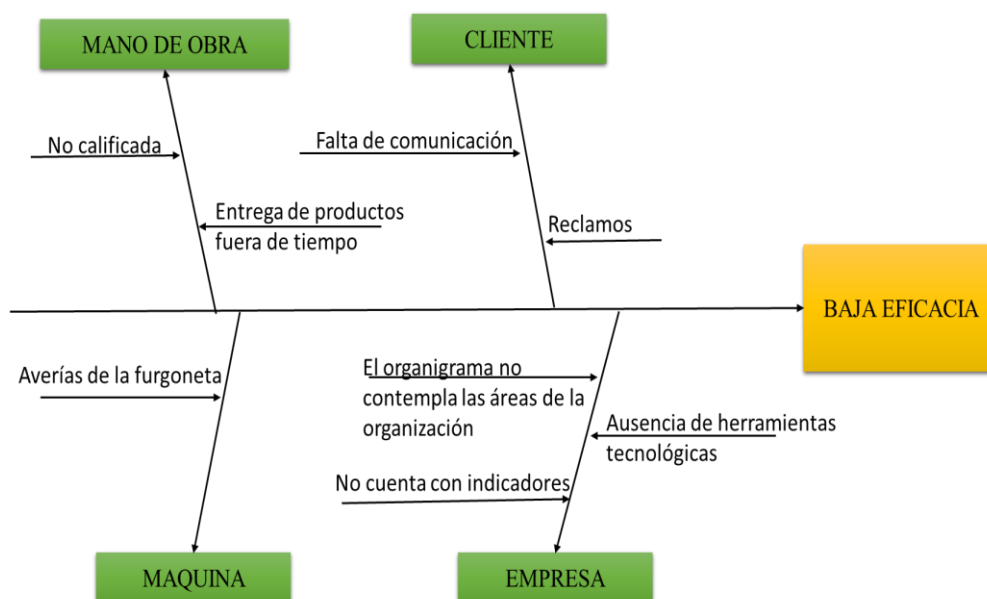 MANO DE OBRA
CLIENTE
No calificada
Falta de comunicación
Entrega de productos
fuera de tiempo
Reclamos
BAJA EFICACIA
Averías de la furgoneta
El organigrama no
contempla las áreas de la
organización
Ausencia de herramientas
tecnológicas
No cuenta con indicadores
MAQUINA
EMPRESA